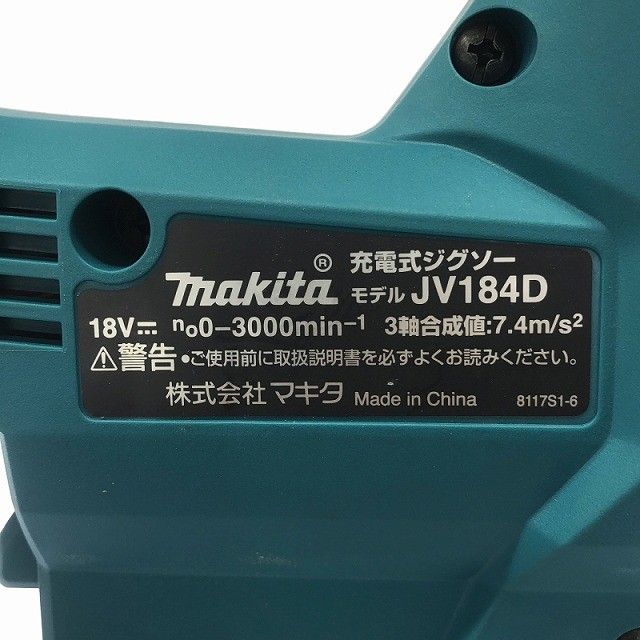 makita® 充電式ジグソー
モデル JV184D
18V⎓ n₀0-3000min-1 3軸合成値:7.4m/s2
⚠警告•ご使用前に取扱説明書を必ずよくお読みください。
株式会社マキタ Made in China 8117S1-6